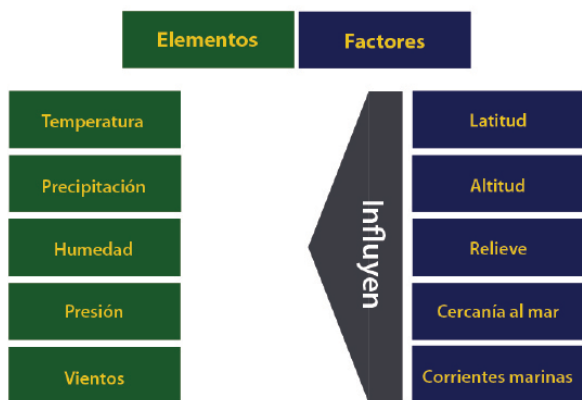 Elementos
Factores
Temperatura
Precipitación
Humedad
Presión
Vientos
Influyen
Latitud
Altitud
Relieve
Cercanía al mar
Corrientes marinas